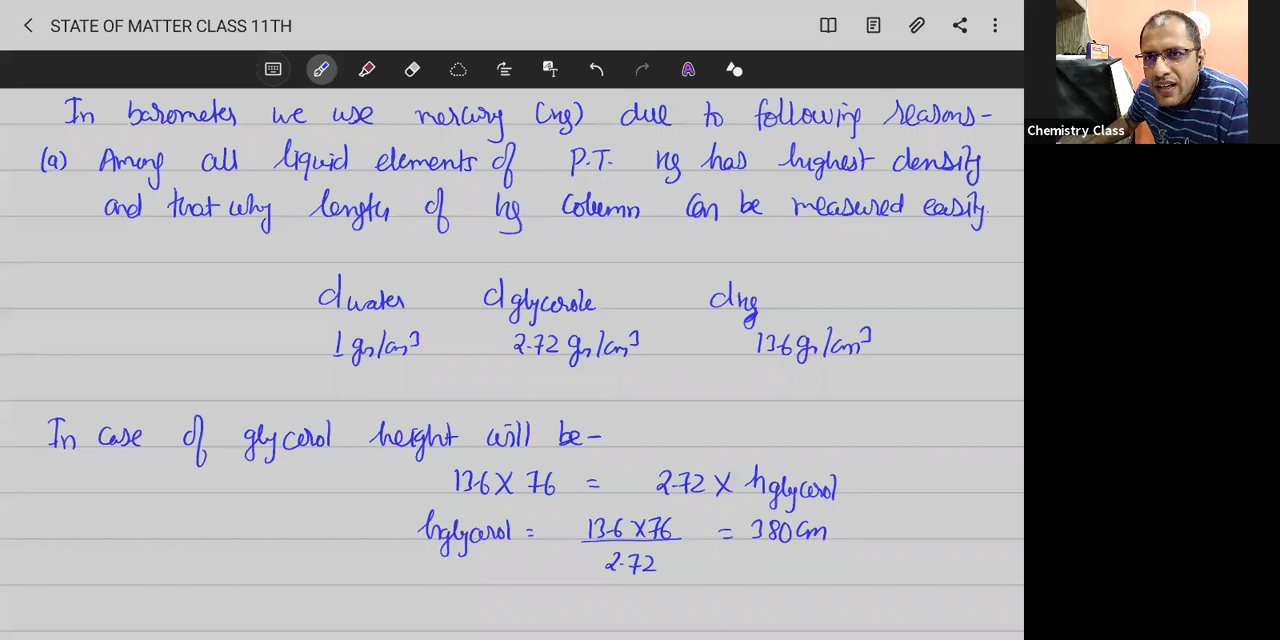 STATE OF MATTER CLASS 11TH
Chemistry Class
In barometer we use mercury (Hg) due to following reasons-
(a) Among all liquid elements of P.T. Hg has highest density
and that why length of Hg Column Can be measured easity.
dwater dglycerole dHg
1 gm/cm³ 2.72 gm/cm³ 13.6 gm/cm³
In case of glycerol height will be-
13.6 X 76 = 2.72 X hglycerol
hglycerol = 13.6 X 76 / 2.72 = 380 cm